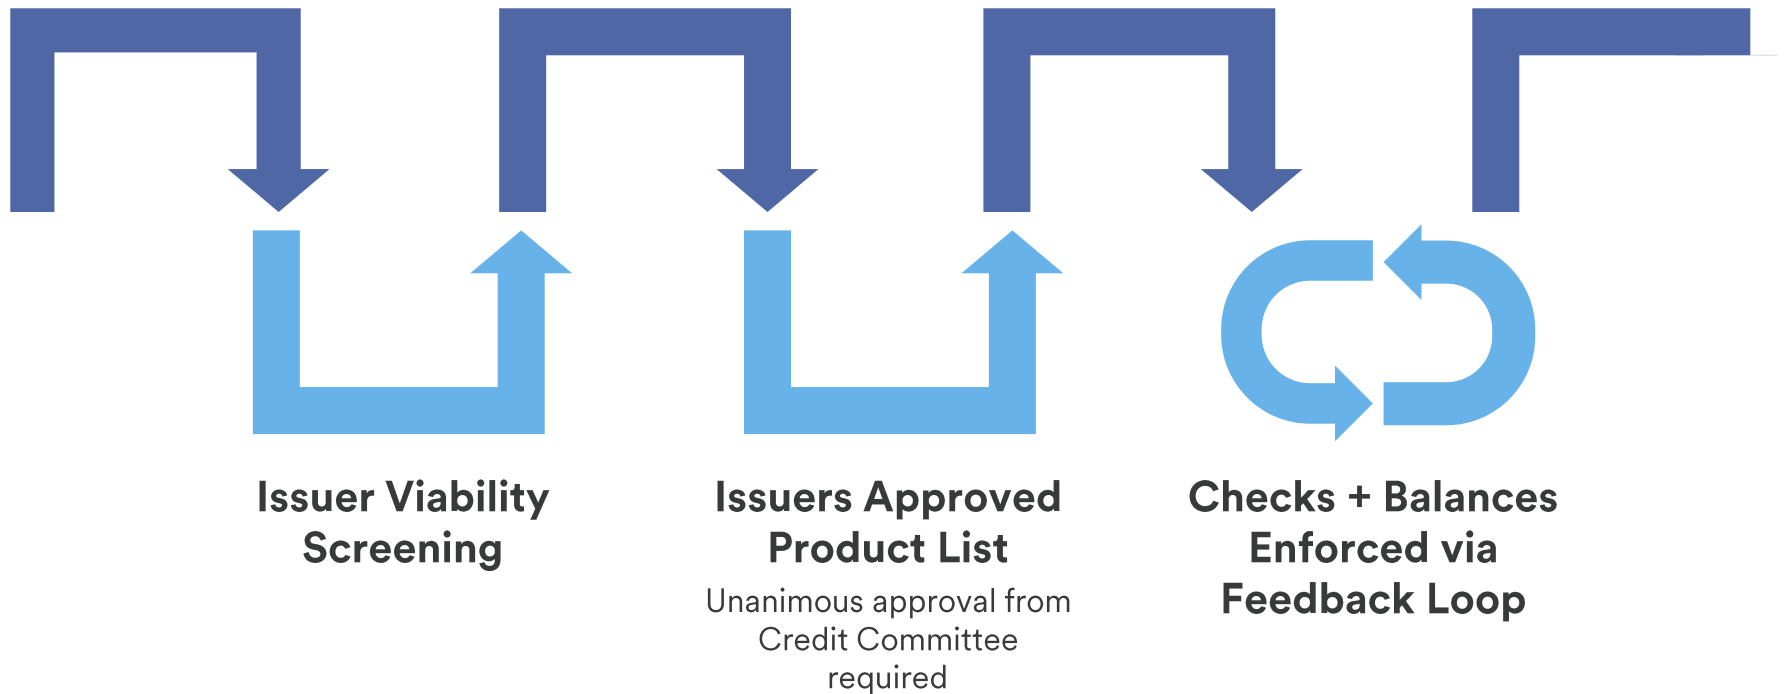 Issuer Viability
Screening
Issuers Approved
Product List
Unanimous approval from
Credit Committee
required
Checks + Balances
Enforced via
Feedback Loop